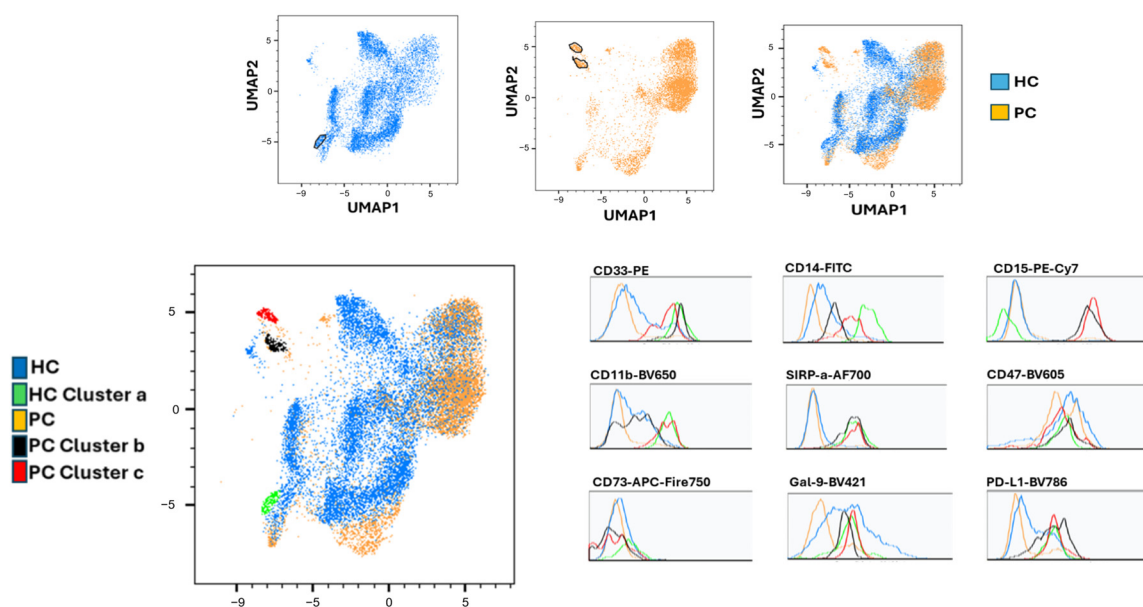 UMAP2
5
0
-5
-9
-5
0
5
UMAP1
UMAP2
5
0
-5
-9
-5
0
5
UMAP1
UMAP2
5
0
-5
-9
-5
0
5
UMAP1
HC
PC
HC
HC Cluster a
PC
PC Cluster b
PC Cluster c
5
0
-5
-9
-5
0
5
CD33-PE
CD14-FITC
CD15-PE-Cy7
CD11b-BV650
SIRP-a-AF700
CD47-BV605
CD73-APC-Fire750
Gal-9-BV421
PD-L1-BV786